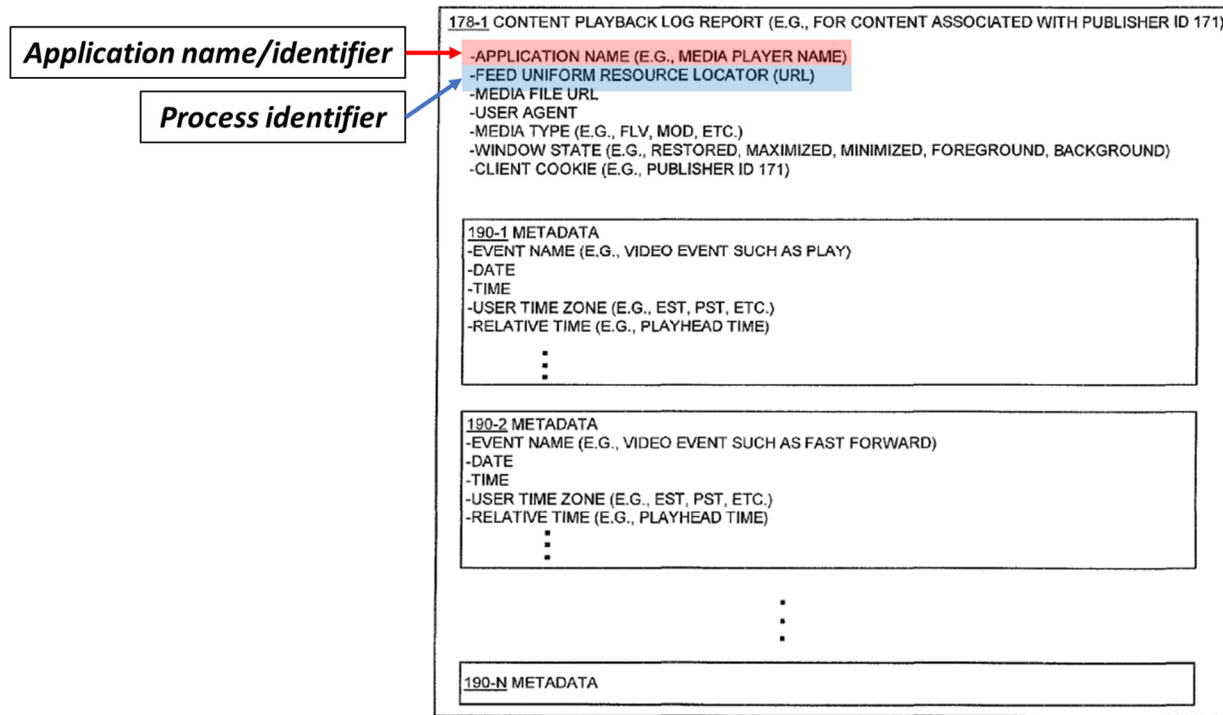 178-1 CONTENT PLAYBACK LOG REPORT (E.G., FOR CONTENT ASSOCIATED WITH PUBLISHER ID 171)
Application name/identifier
-APPLICATION NAME (E.G., MEDIA PLAYER NAME)
-FEED UNIFORM RESOURCE LOCATOR (URL)
Process identifier
-MEDIA FILE URL
-USER AGENT
-MEDIA TYPE (E.G., FLV, MOD, ETC.)
-WINDOW STATE (E.G., RESTORED, MAXIMIZED, MINIMIZED, FOREGROUND, BACKGROUND)
-CLIENT COOKIE (E.G., PUBLISHER ID 171)
190-1 METADATA
-EVENT NAME (E.G., VIDEO EVENT SUCH AS PLAY)
-DATE
-TIME
-USER TIME ZONE (E.G., EST, PST, ETC.)
-RELATIVE TIME (E.G., PLAYHEAD TIME)
190-2 METADATA
-EVENT NAME (E.G., VIDEO EVENT SUCH AS FAST FORWARD)
-DATE
-TIME
-USER TIME ZONE (E.G., EST, PST, ETC.)
-RELATIVE TIME (E.G., PLAYHEAD TIME)
190-N METADATA